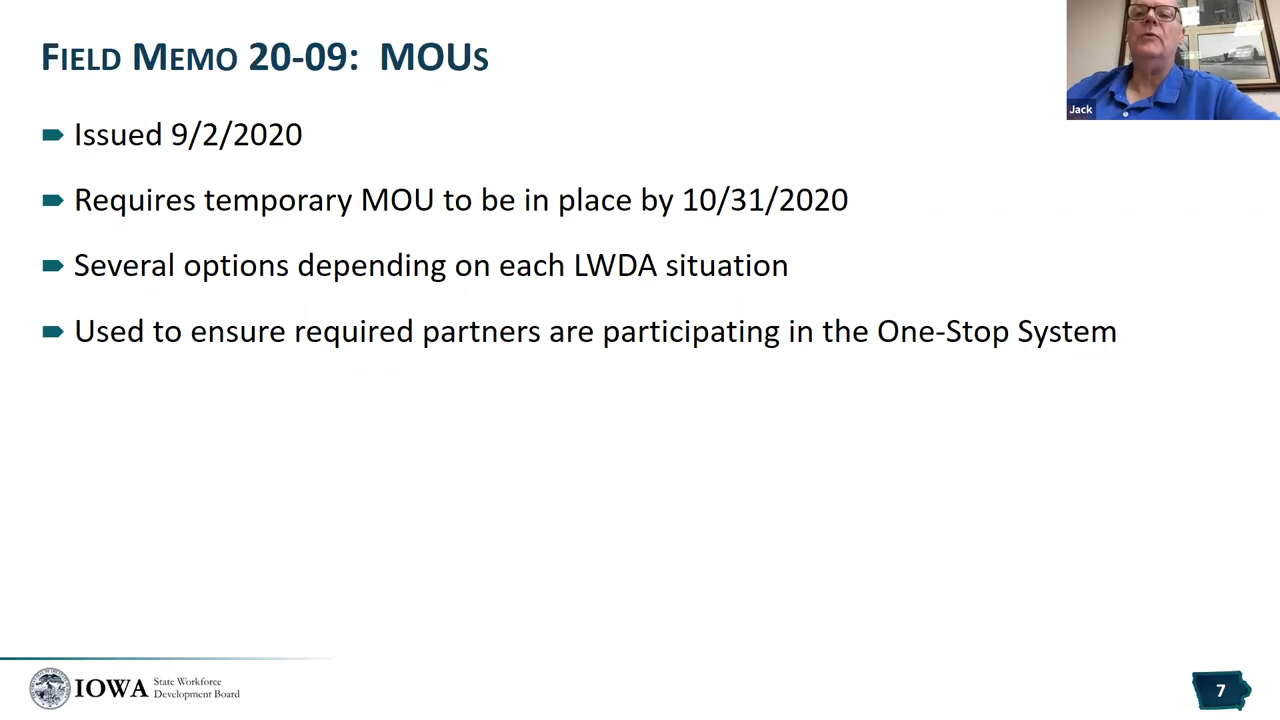 Field Memo 20-09: MOUs
Jack
Issued 9/2/2020
Requires temporary MOU to be in place by 10/31/2020
Several options depending on each LWDA situation
Used to ensure required partners are participating in the One-Stop System
IOWA State Workforce
Development Board
7